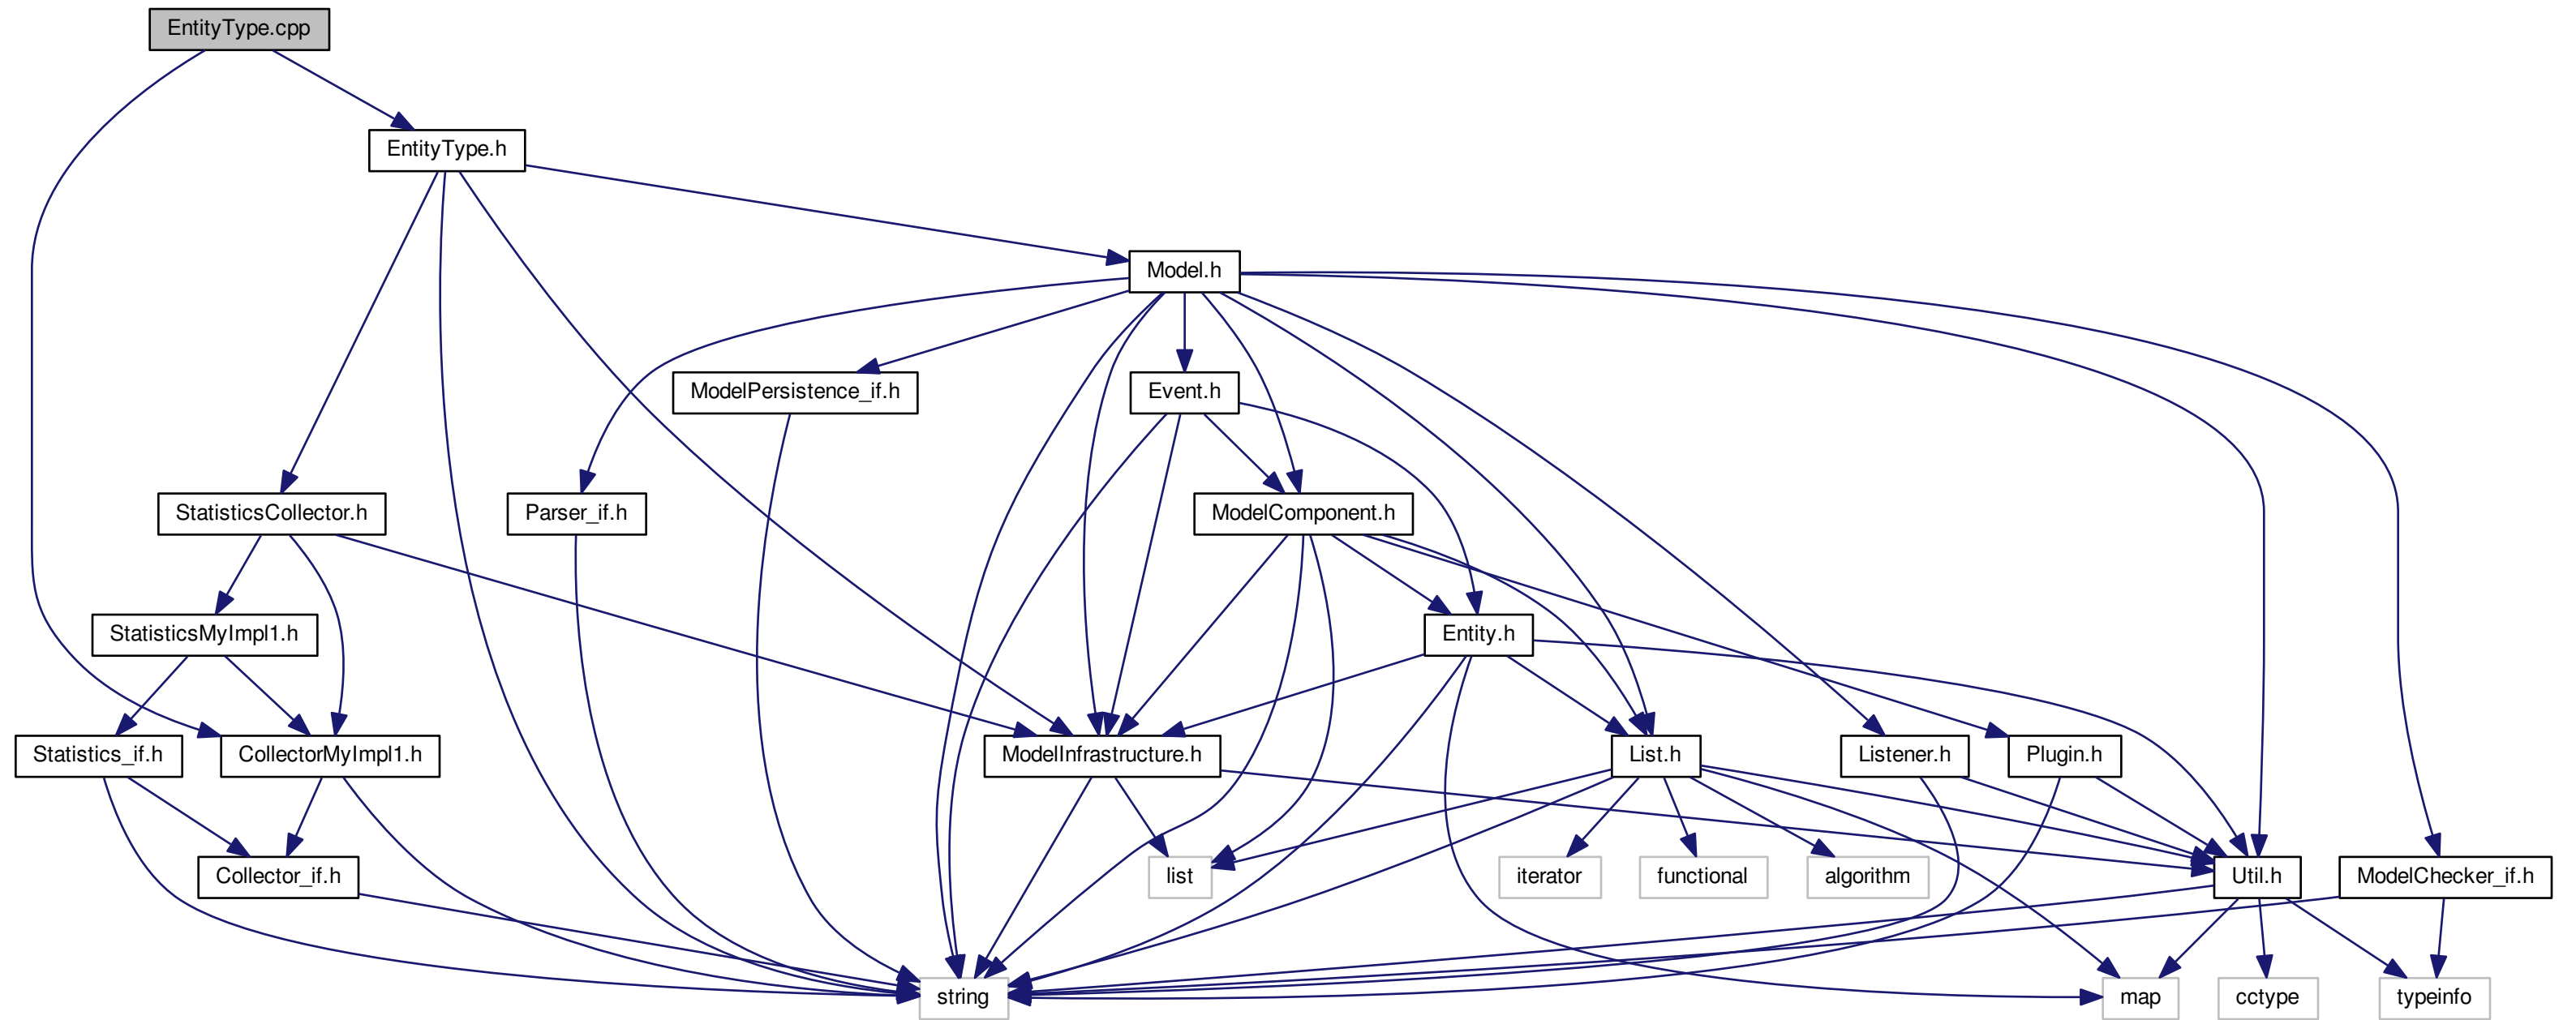 EntityType.cpp
EntityType.h
Model.h
ModelPersistence_if.h
Event.h
StatisticsCollector.h
Parser_if.h
ModelComponent.h
StatisticsMyImpl1.h
Entity.h
Statistics_if.h
CollectorMyImpl1.h
ModelInfrastructure.h
List.h
Listener.h
Plugin.h
Collector_if.h
list
iterator
functional
algorithm
Util.h
ModelChecker_if.h
string
map
cctype
typeinfo